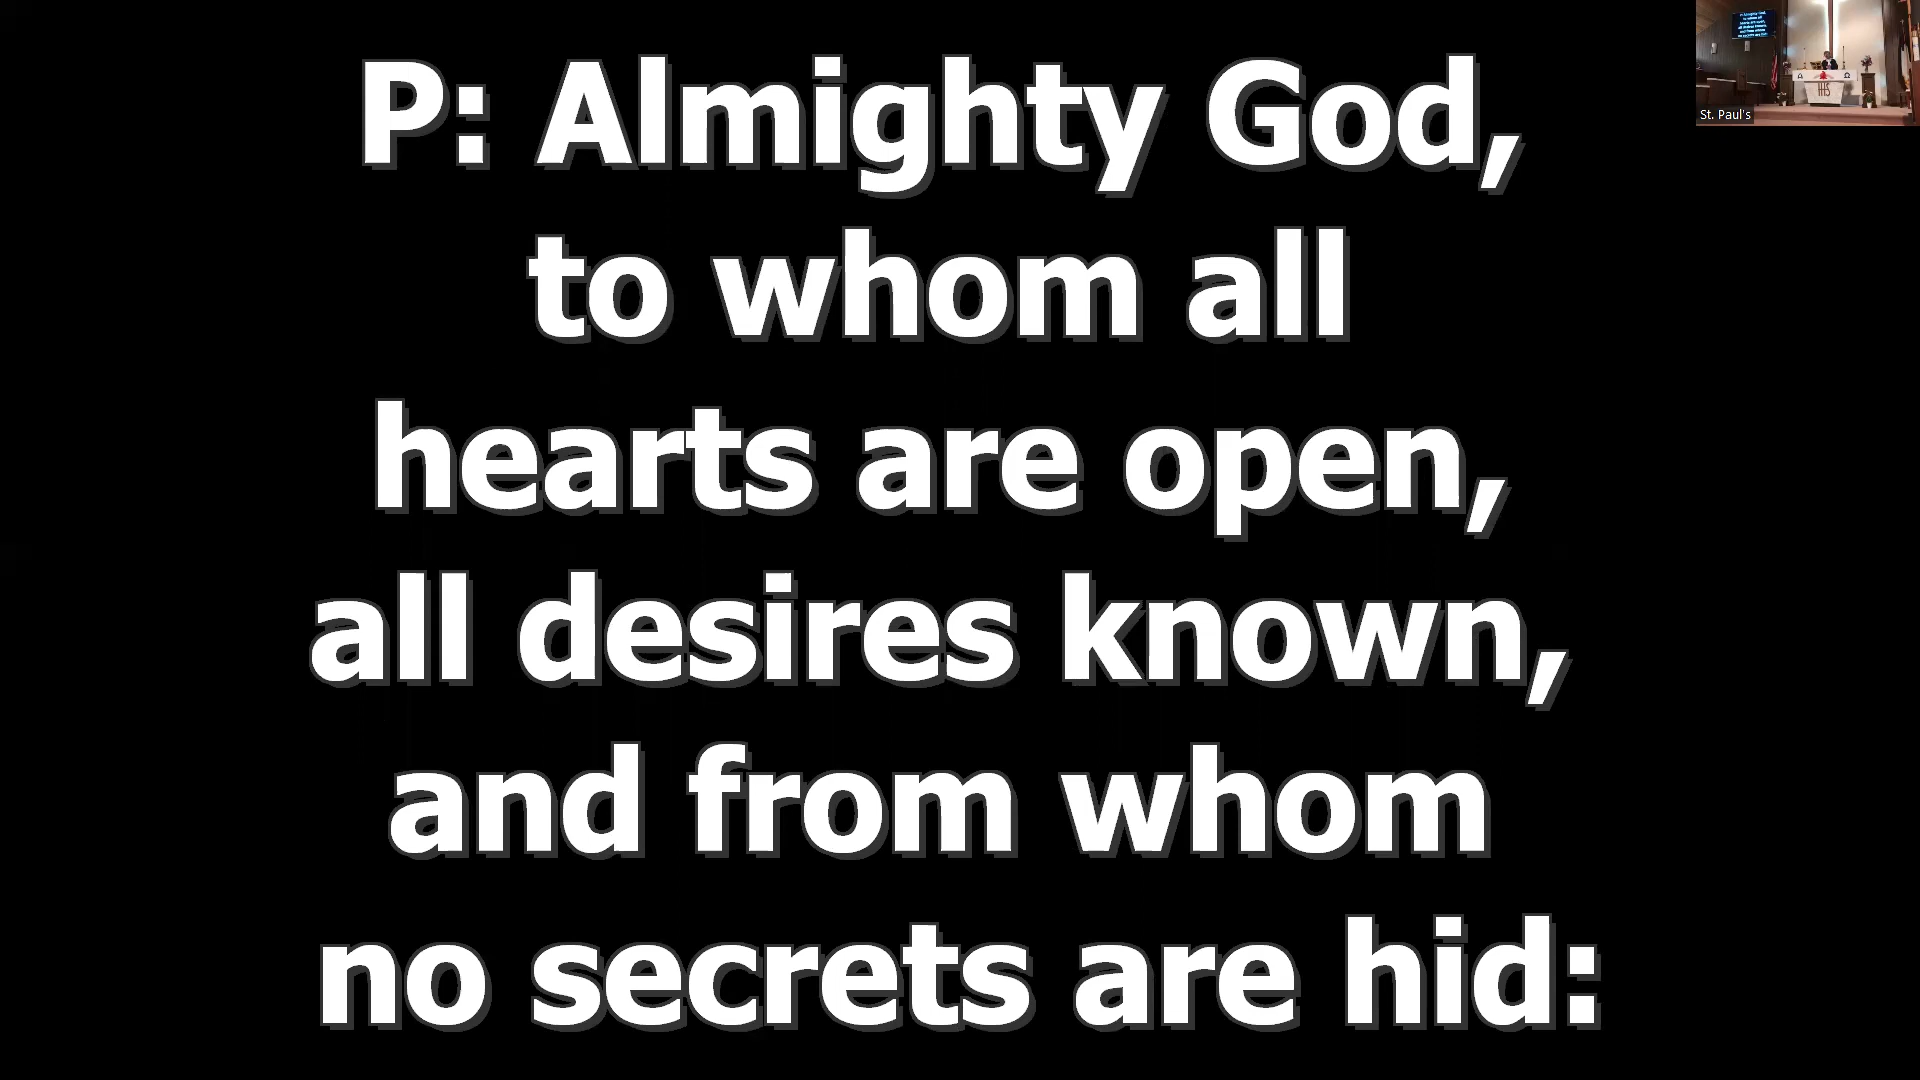 P: Almighty God,
to whom all
hearts are open,
all desires known,
and from whom
no secrets are hid:
St. Paul's
IHS